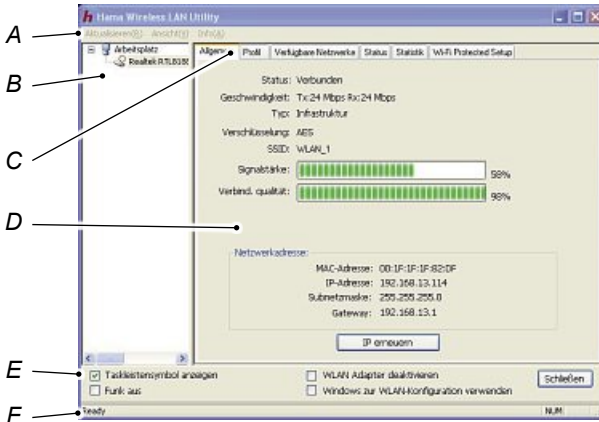 Hama Wireless LAN Utility
A
Aktualisieren(R) Ansicht(V) Info(A)
Arbeitsplatz
Realtek RTL818
B
Allgem Profil Verfügbare Netzwerke Status Statistik Wi-Fi Protected Setup
C
Status: Verbunden
Geschwindigkeit: Tx:24 Mbps Rx:24 Mbps
Typ: Infrastruktur
Verschlüsselung: AES
SSID: WLAN_1
Signalstärke: 58%
Verbind. qualität: 98%
D
Netzwerkadresse:
MAC-Adresse: 00:1F:1F:1F:82:DF
IP-Adresse: 192.168.13.114
Subnetzmaske: 255.255.255.0
Gateway: 192.168.13.1
IP erneuern
E
Taskleistensymbol anzeigen WLAN Adapter deaktivieren
Funk aus Windows zur WLAN-Konfiguration verwenden
Schließen
F
Ready NUM